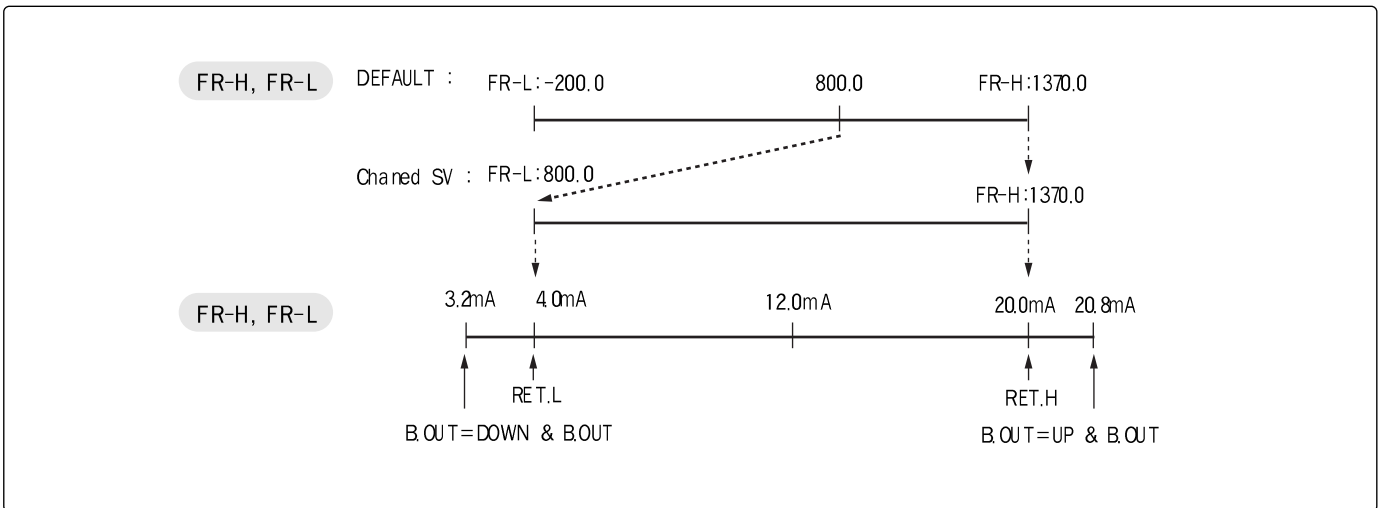 FR-H, FR-L DEFAULT : FR-L:-200.0 800.0 FR-H:1370.0
Chaned SV : FR-L:800.0
FR-H:1370.0
FR-H, FR-L 3.2mA 4.0mA 12.0mA 20.0mA 20.8mA
RET.L RET.H
B.OUT=DOWN & B.OUT B.OUT=UP & B.OUT